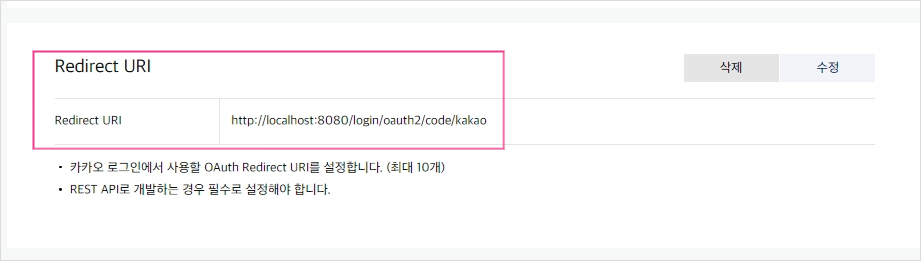 Redirect URI
삭제
수정
Redirect URI
http://localhost:8080/login/oauth2/code/kakao
• 카카오 로그인에서 사용할 OAuth Redirect URI를 설정합니다. (최대 10개)
• REST API로 개발하는 경우 필수로 설정해야 합니다.